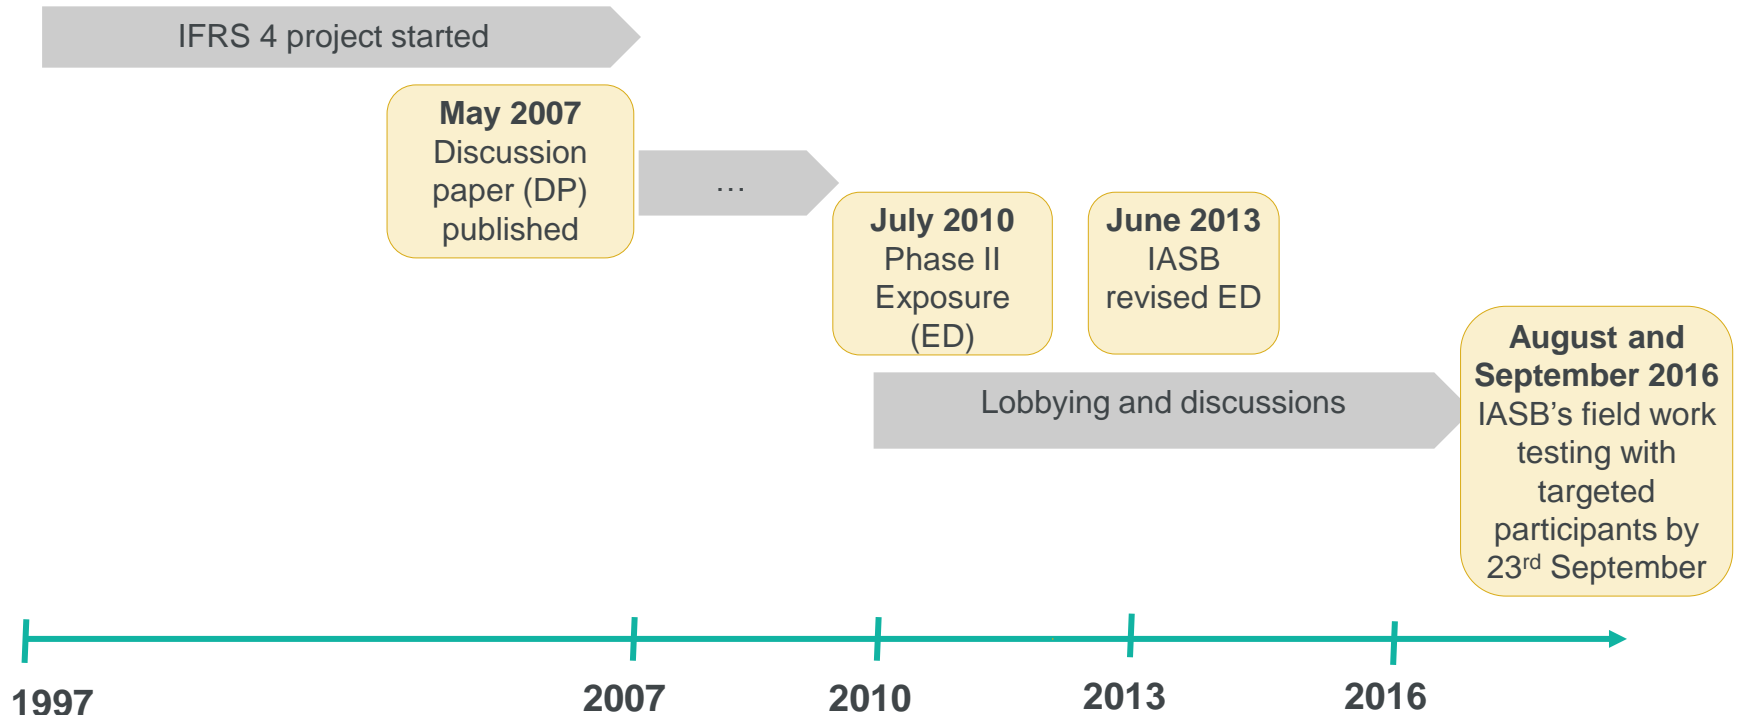 IFRS 4 project started
May 2007
Discussion
paper (DP)
published
…
July 2010
Phase II
Exposure
(ED)
June 2013
IASB
revised ED
Lobbying and discussions
August and
September 2016
IASB’s field work
testing with
targeted
participants by
23rd September
1997
2007
2010
2013
2016